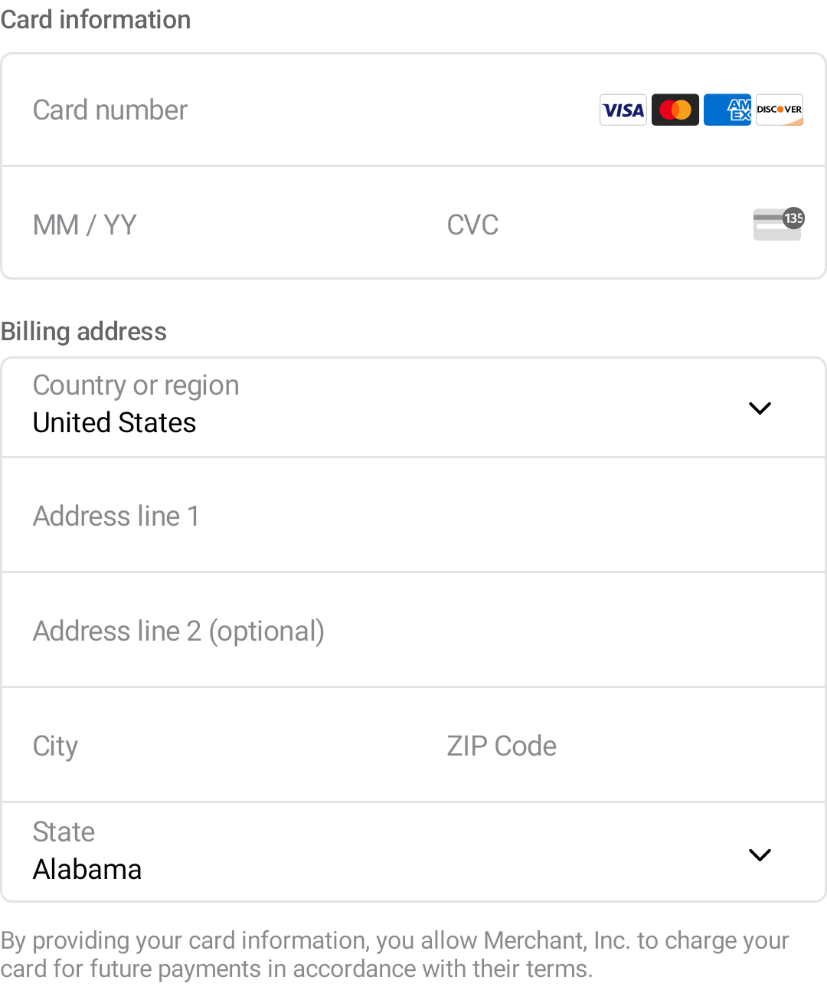 Card information
Card number VISA AM EX DISCOVER
MM / YY CVC 135
Billing address
Country or region
United States
Address line 1
Address line 2 (optional)
City ZIP Code
State
Alabama
By providing your card information, you allow Merchant, Inc. to charge your
card for future payments in accordance with their terms.